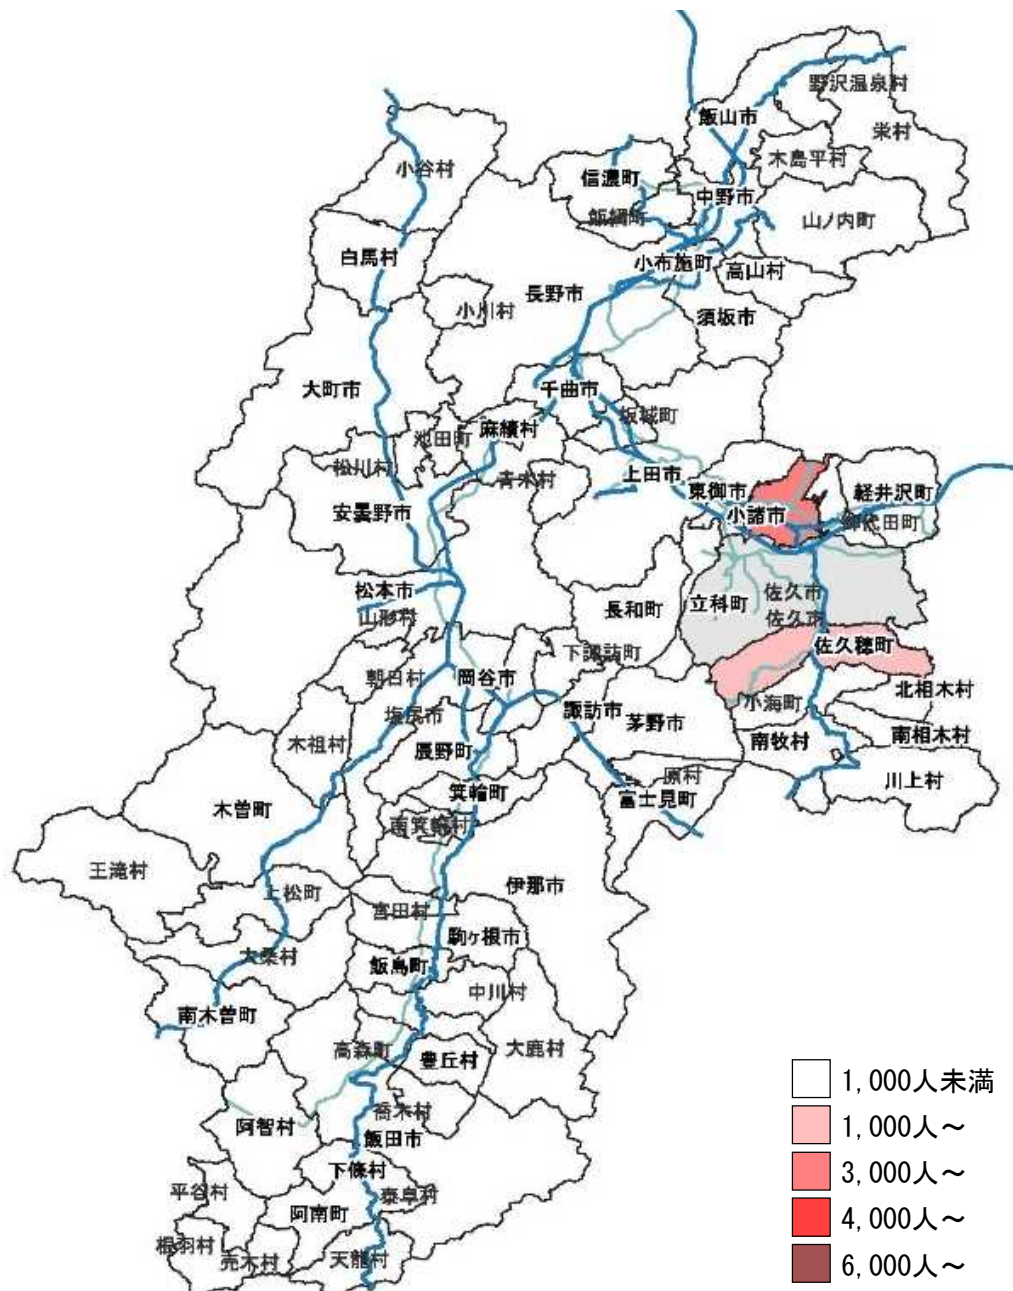 野沢温泉村
飯山市
栄村
木島平村
小谷村
信濃町
中野市
飯綱町
山ノ内町
白馬村
小布施町
高山村
長野市
小川村
須坂市
大町市
千曲市
坂城町
池田町
麻績村
松川村
青木村
上田市
東御市
軽井沢町
安曇野市
小諸市
御代田町
松本市
立科町
佐久市
長和町
山形村
佐久市
佐久穂町
下諏訪町
朝日村
岡谷市
北相木村
小海町
塩尻市
諏訪市
茅野市
木祖村
辰野町
南牧村
南相木村
原村
川上村
箕輪町
富士見町
木曽町
南箕輪村
王滝村
上松町
伊那市
宮田村
駒ヶ根市
大桑村
飯島町
中川村
南木曽町
高森町
豊丘村
大鹿村
喬木村
阿智村
飯田市
下條村
平谷村
泰阜村
阿南町
根羽村
売木村
天龍村
1,000人未満
1,000人～
3,000人～
4,000人～
6,000人～